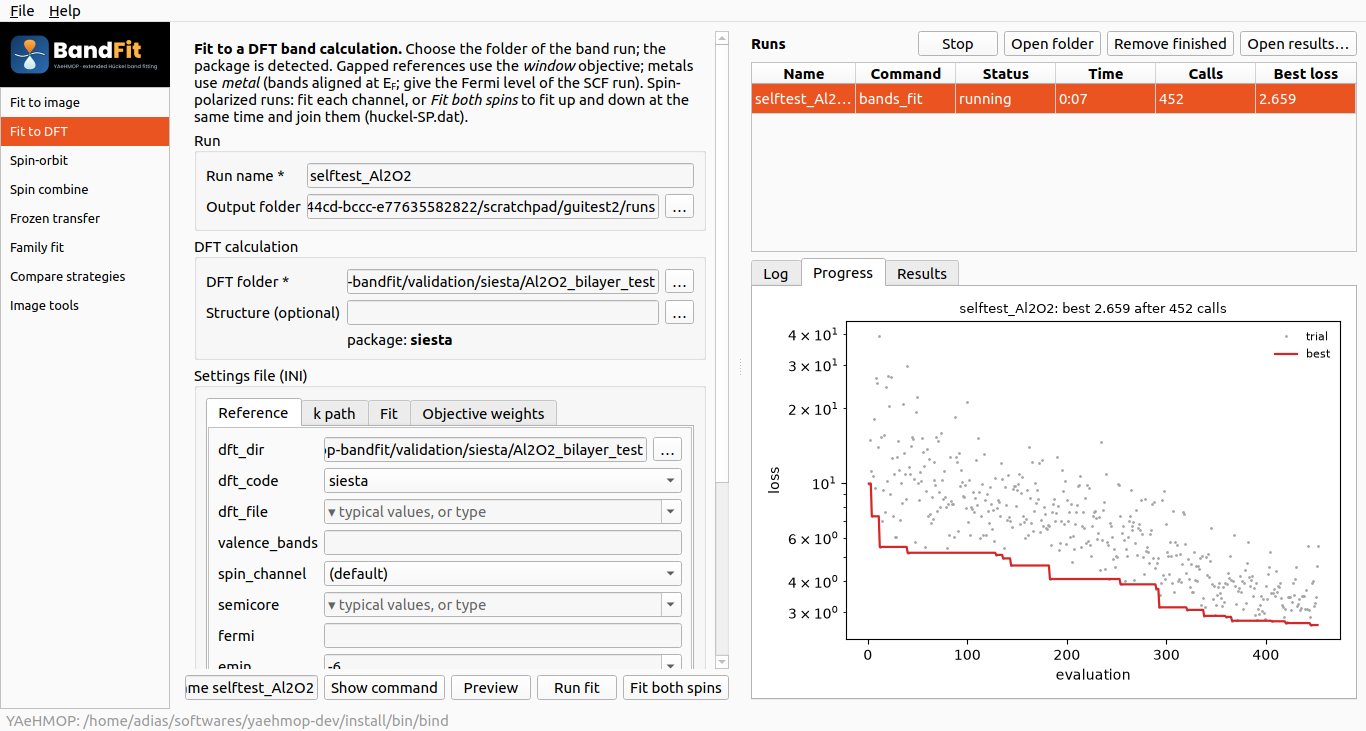 File Help
BandFit
YAeHMOP - extended Hückel band fitting
Fit to image
Fit to DFT
Spin-orbit
Spin combine
Frozen transfer
Family fit
Compare strategies
Image tools
Fit to a DFT band calculation. Choose the folder of the band run; the
package is detected. Gapped references use the window objective; metals
use metal (bands aligned at EF; give the Fermi level of the SCF run). Spin-
polarized runs: fit each channel, or Fit both spins to fit up and down at the
same time and join them (huckel-SP.dat).
Run
Run name * selftest_Al2O2
Output folder 44cd-bccc-e77635582822/scratchpad/guitest2/runs ...
DFT calculation
DFT folder * -bandfit/validation/siesta/Al2O2_bilayer_test ...
Structure (optional) ...
package: siesta
Settings file (INI)
Reference k path Fit Objective weights
dft_dir op-bandfit/validation/siesta/Al2O2_bilayer_test ...
dft_code siesta
dft_file ▾ typical values, or type
valence_bands
spin_channel (default)
semicore ▾ typical values, or type
fermi
emin -6
me selftest_Al2O2 Show command Preview Run fit Fit both spins
Runs Stop Open folder Remove finished Open results...
Name Command Status Time Calls Best loss
selftest_Al2... bands_fit running 0:07 452 2.659
Log Progress Results
selftest_Al2O2: best 2.659 after 452 calls
trial
best
4 × 10¹
3 × 10¹
2 × 10¹
10¹
6 × 10⁰
4 × 10⁰
3 × 10⁰
loss
0 100 200 300 400
evaluation
YAeHMOP: /home/adias/softwares/yaehmop-dev/install/bin/bind